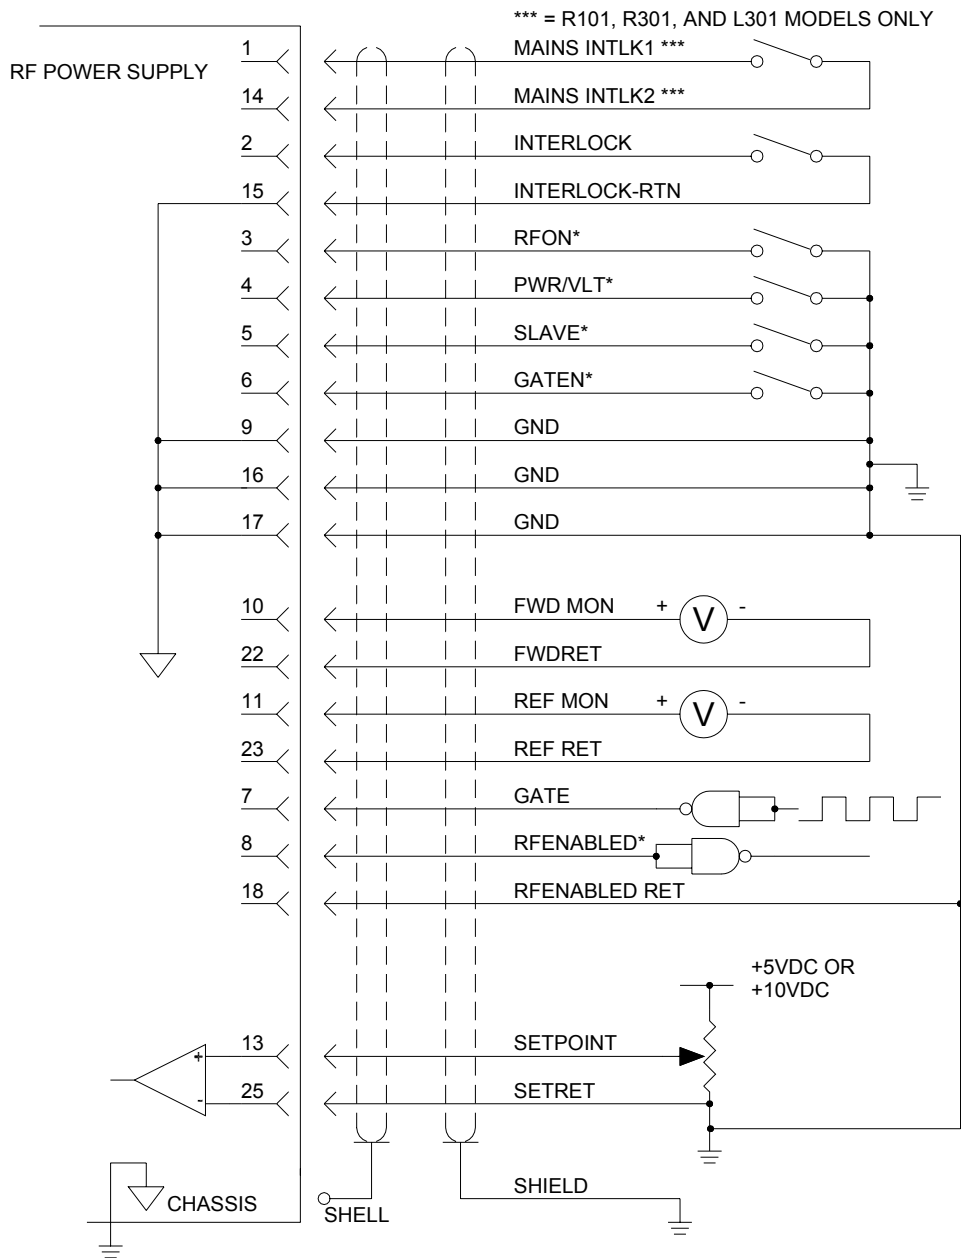 *** = R101, R301, AND L301 MODELS ONLY
RF POWER SUPPLY
1 MAINS INTLK1 ***
14 MAINS INTLK2 ***
2 INTERLOCK
15 INTERLOCK-RTN
3 RFON*
4 PWR/VLT*
5 SLAVE*
6 GATEN*
9 GND
16 GND
17 GND
10 FWD MON + V -
22 FWDRET
11 REF MON + V -
23 REF RET
7 GATE
8 RFENABLED*
18 RFENABLED RET
+5VDC OR
+10VDC
+ 13 SETPOINT
- 25 SETRET
CHASSIS
SHELL
SHIELD